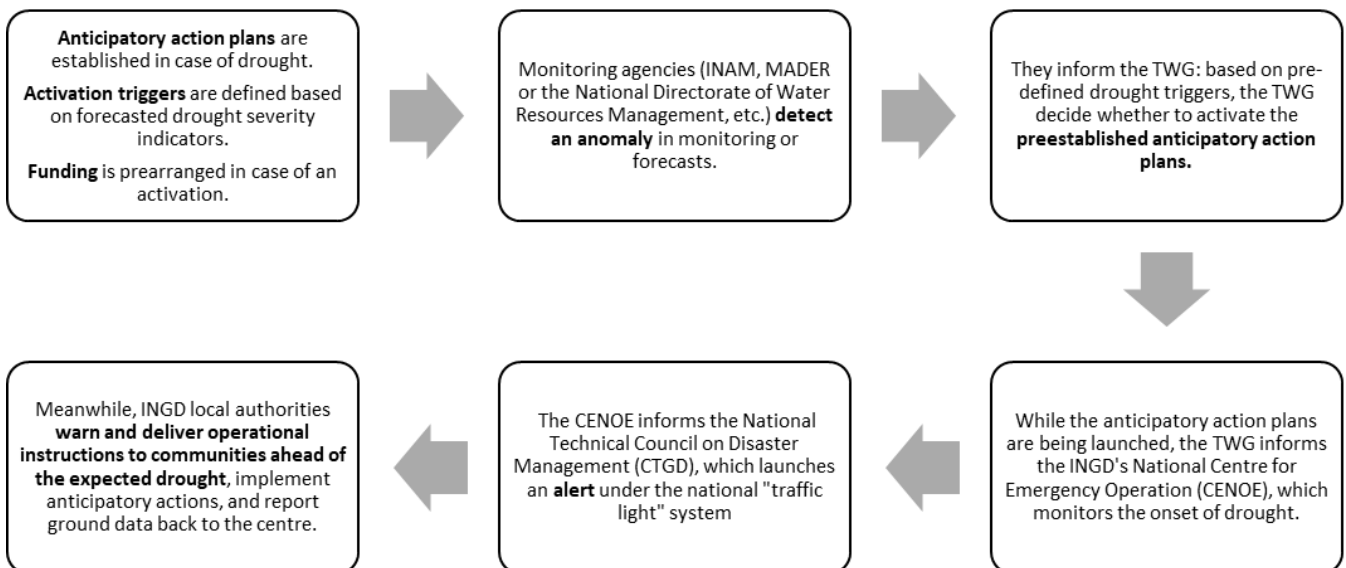 Anticipatory action plans are
established in case of drought.
Activation triggers are defined based
on forecasted drought severity
indicators.
Funding is prearranged in case of an
activation.
Monitoring agencies (INAM, MADER
or the National Directorate of Water
Resources Management, etc.) detect
an anomaly in monitoring or
forecasts.
They inform the TWG: based on pre-
defined drought triggers, the TWG
decide whether to activate the
preestablished anticipatory action
plans.
While the anticipatory action plans
are being launched, the TWG informs
the INGD's National Centre for
Emergency Operation (CENOE), which
monitors the onset of drought.
The CENOE informs the National
Technical Council on Disaster
Management (CTGD), which launches
an alert under the national "traffic
light" system
Meanwhile, INGD local authorities
warn and deliver operational
instructions to communities ahead of
the expected drought, implement
anticipatory actions, and report
ground data back to the centre.